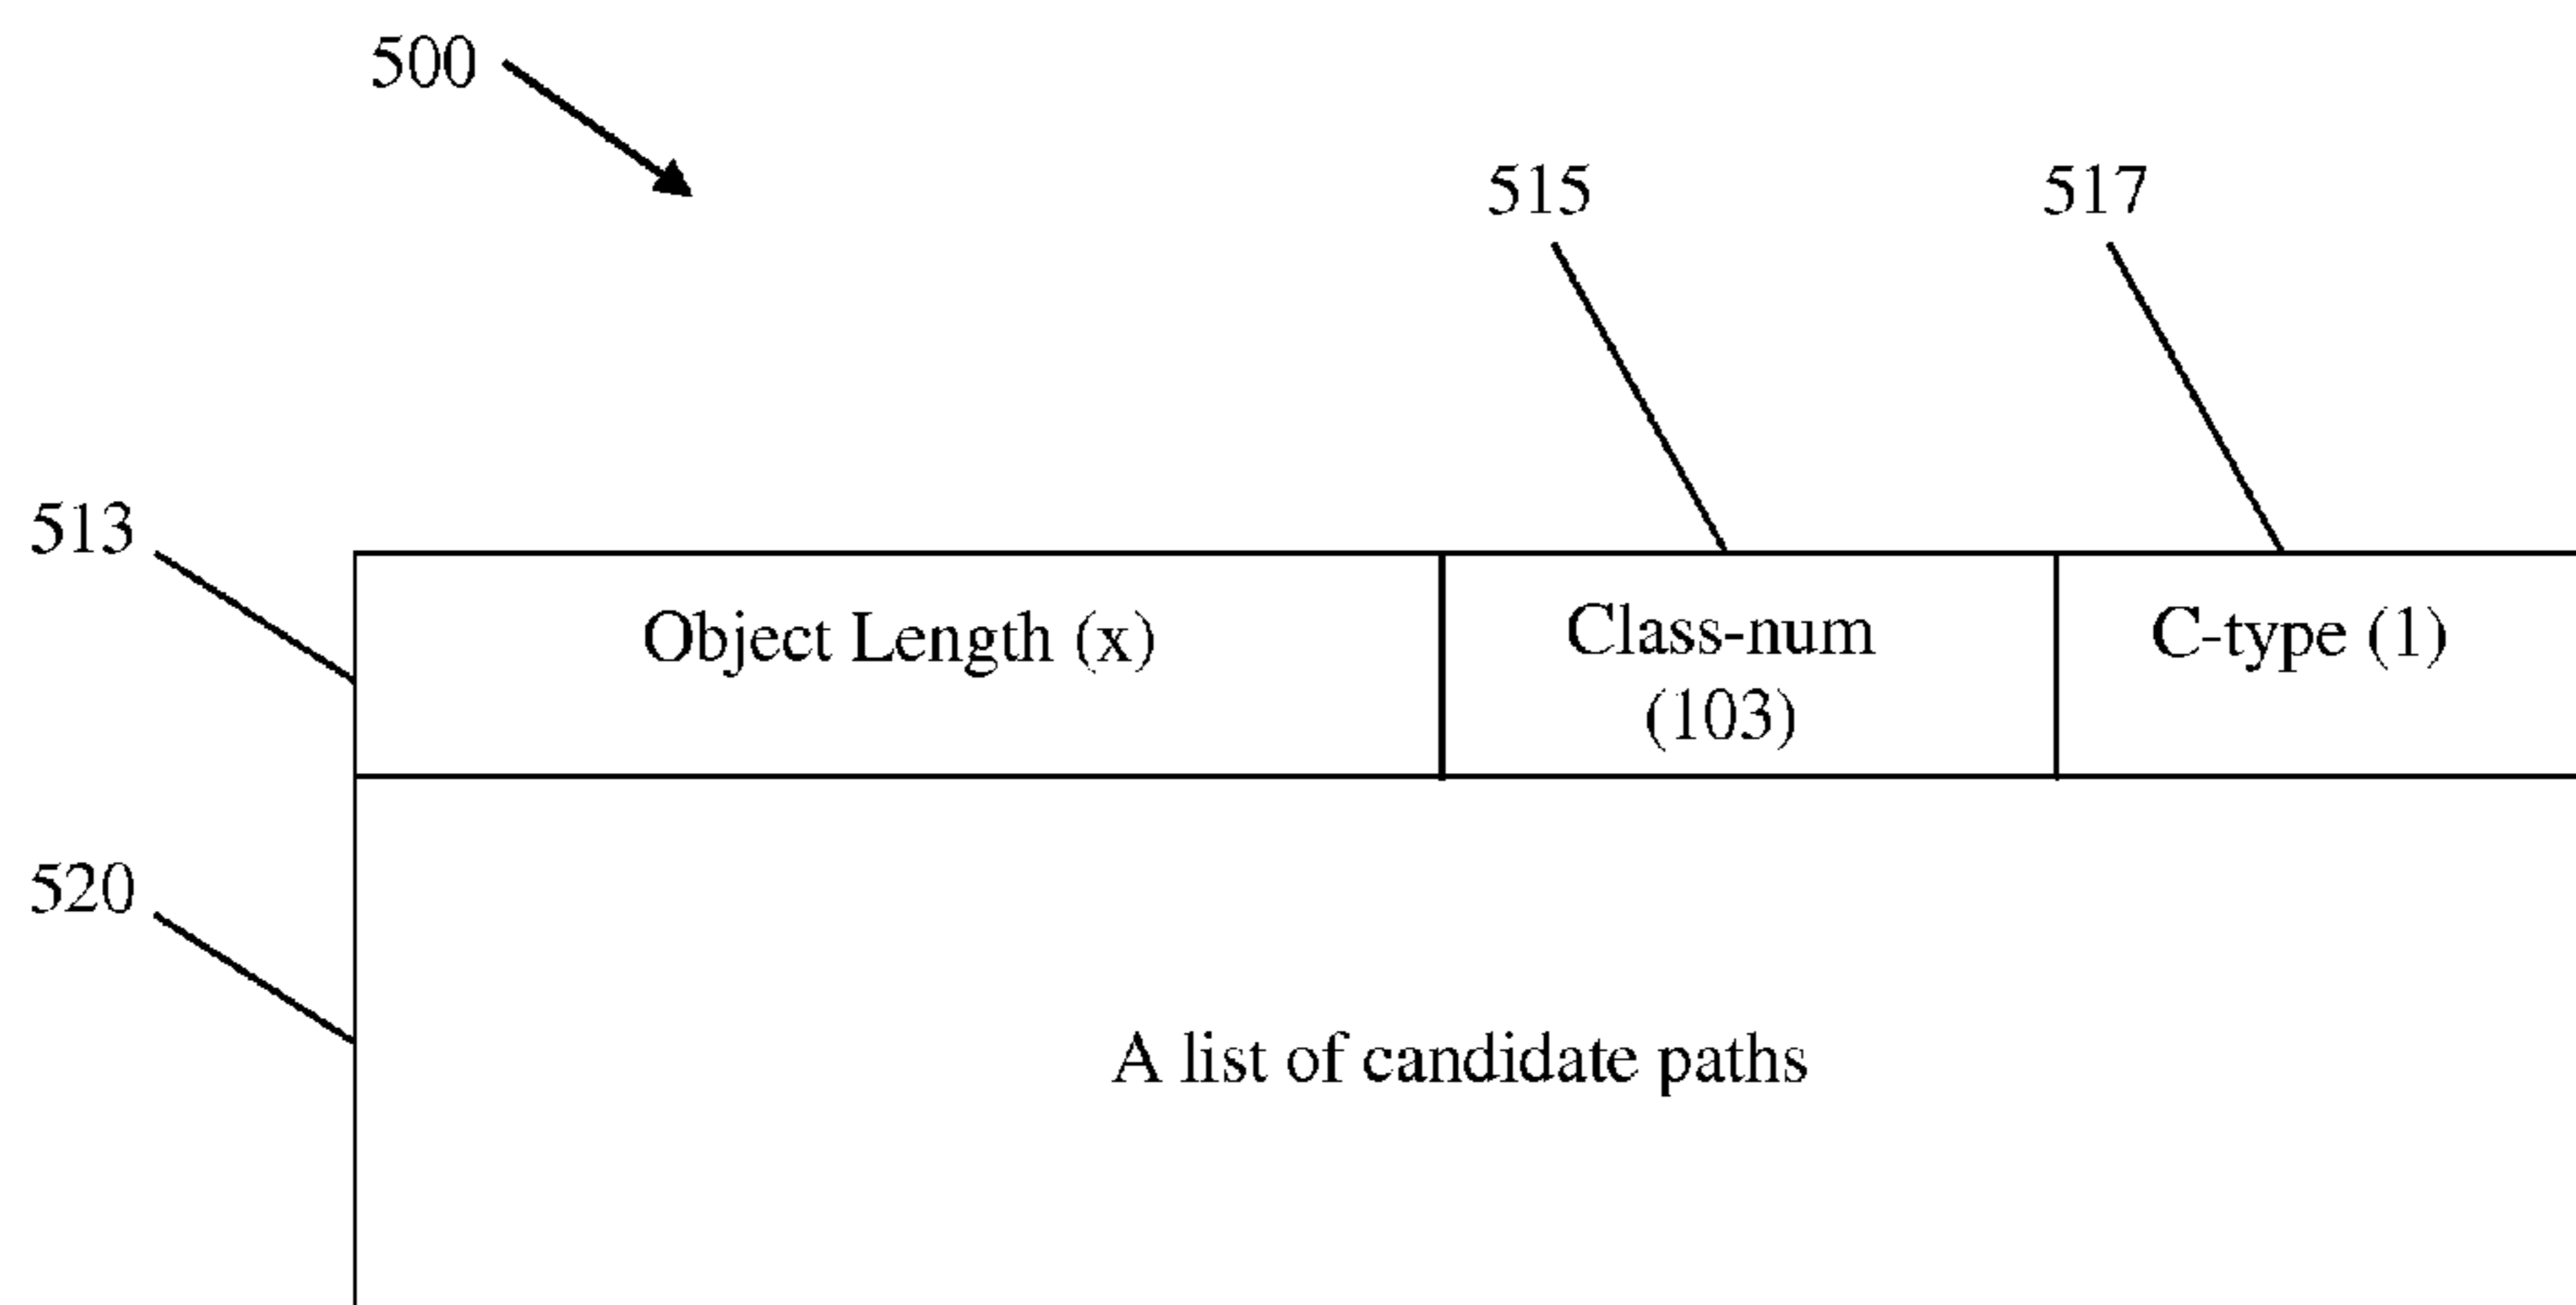 500
515
517
513
Object Length (x)
Class-num
(103)
C-type (1)
520
A list of candidate paths